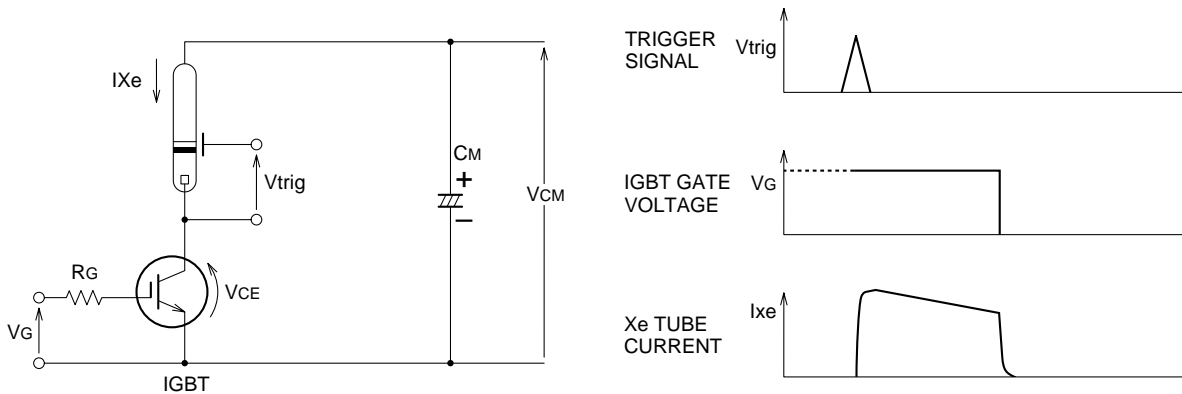 IXe
Vtrig
CM
+
–
VCM
RG
VCE
VG
IGBT
TRIGGER
SIGNAL
Vtrig
IGBT GATE
VOLTAGE
VG
Xe TUBE
CURRENT
Ixe